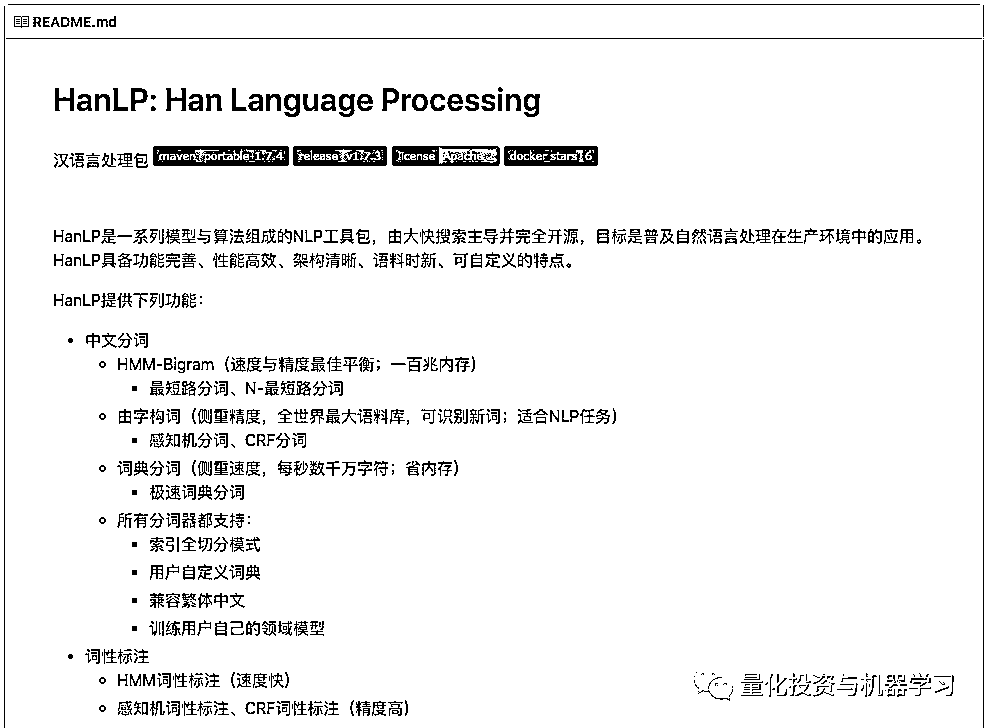 README.md
HanLP: Han Language Processing
汉语言处理包 maven portable-1.7.4 release v1.7.3 license Apache-2 docker stars 6
HanLP是一系列模型与算法组成的NLP工具包，由大快搜索主导并完全开源，目标是普及自然语言处理在生产环境中的应用。
HanLP具备功能完善、性能高效、架构清晰、语料时新、可自定义的特点。
HanLP提供下列功能：
• 中文分词
HMM-Bigram（速度与精度最佳平衡；一百兆内存）
▪ 最短路分词、N-最短路分词
由字构词（侧重精度，全世界最大语料库，可识别新词；适合NLP任务）
▪ 感知机分词、CRF分词
词典分词（侧重速度，每秒数千万字符；省内存）
▪ 极速词典分词
所有分词器都支持：
▪ 索引全切分模式
▪ 用户自定义词典
▪ 兼容繁体中文
▪ 训练用户自己的领域模型
• 词性标注
HMM词性标注（速度快）
感知机词性标注、CRF词性标注（精度高）
量化投资与机器学习